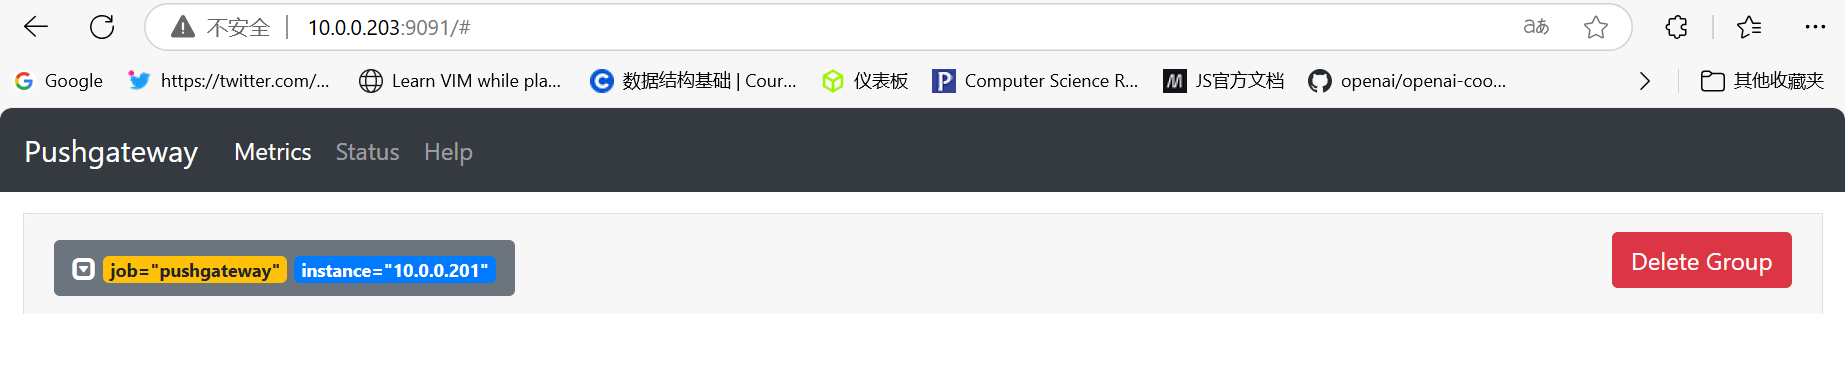 不安全 | 10.0.0.203:9091/# aあ
Google https://twitter.com/... Learn VIM while pla... 数据结构基础 | Cour... 仪表板 Computer Science R... JS官方文档 openai/openai-coo... 其他收藏夹
Pushgateway Metrics Status Help
job="pushgateway" instance="10.0.0.201" Delete Group